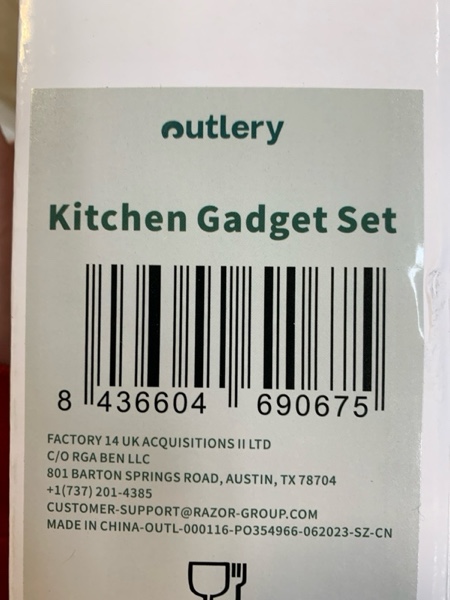 outlery
Kitchen Gadget Set
8 436604 690675
FACTORY 14 UK ACQUISITIONS II LTD
C/O RGA BEN LLC
801 BARTON SPRINGS ROAD, AUSTIN, TX 78704
+1(737) 201-4385
CUSTOMER-SUPPORT@RAZOR-GROUP.COM
MADE IN CHINA-OUTL-000116-PO354966-062023-SZ-CN